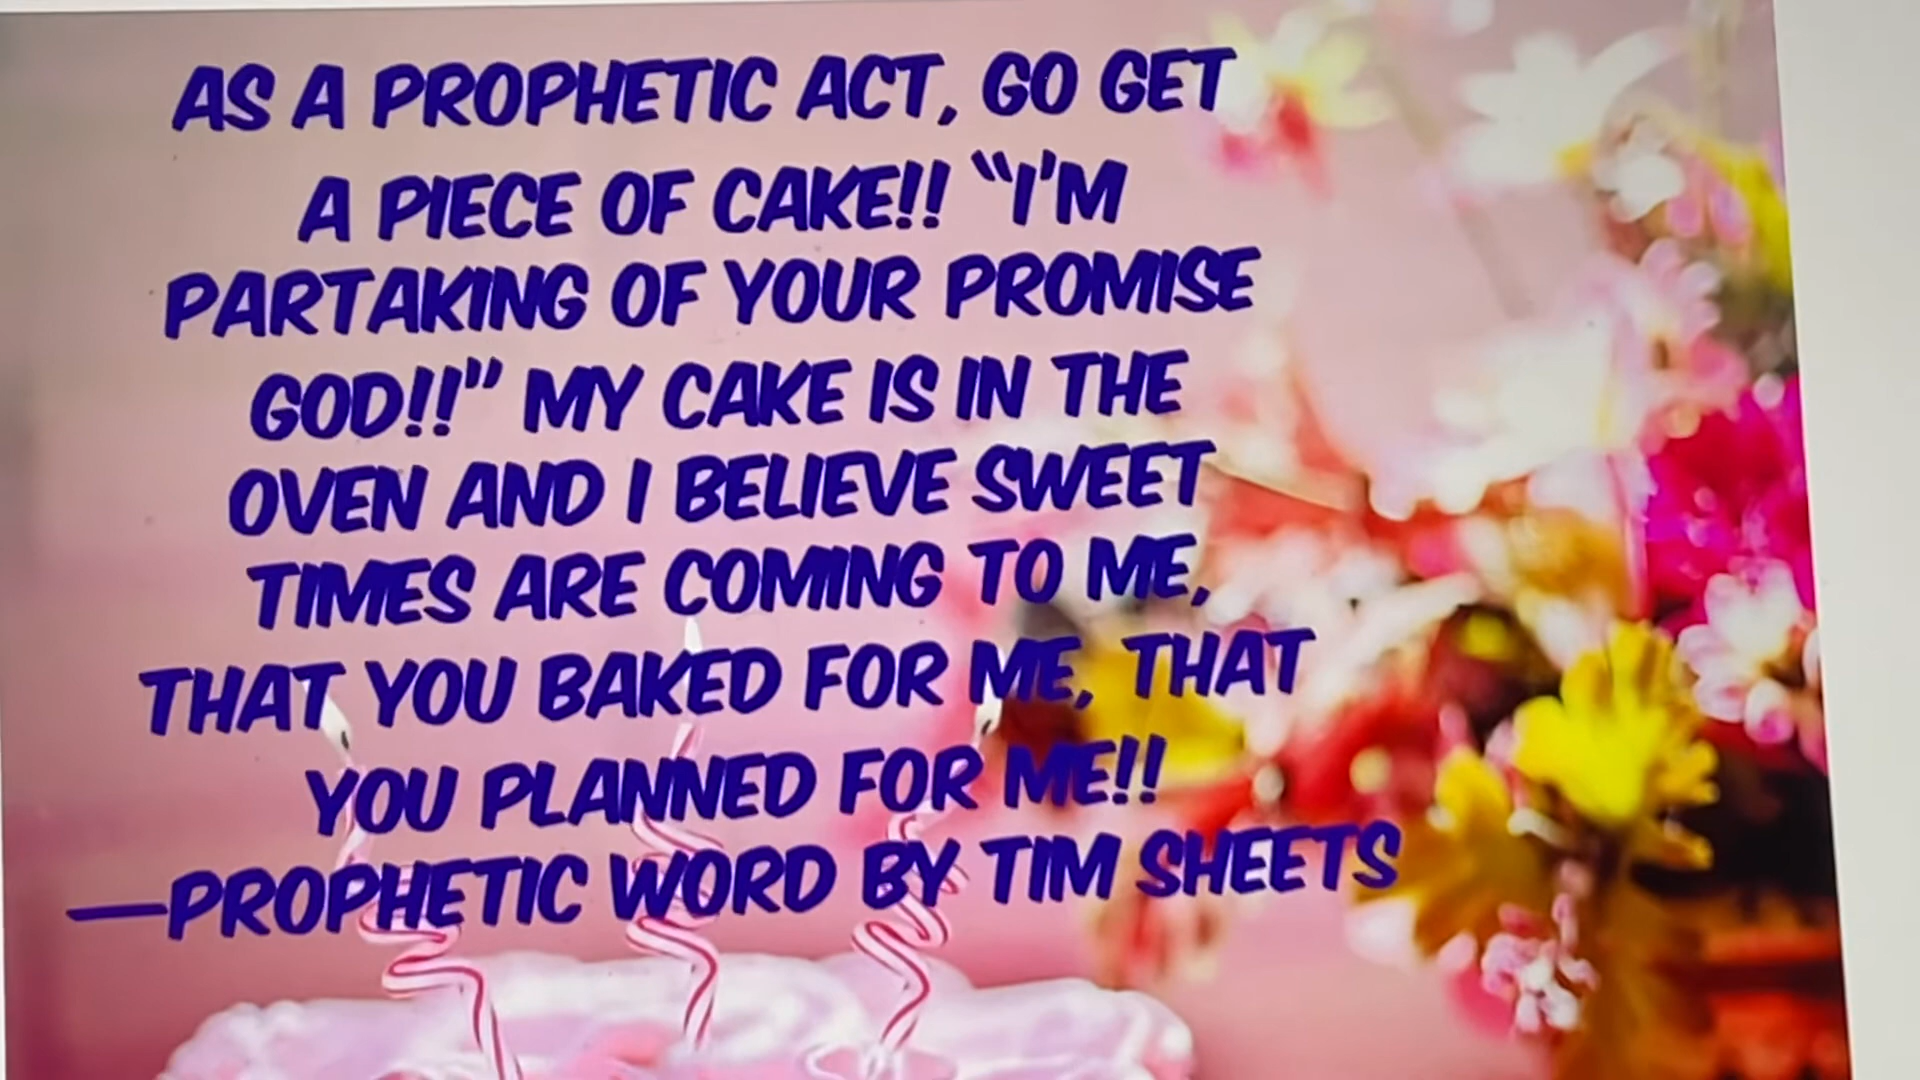 AS A PROPHETIC ACT, GO GET
A PIECE OF CAKE!! "I'M
PARTAKING OF YOUR PROMISE
GOD!!" MY CAKE IS IN THE
OVEN AND I BELIEVE SWEET
TIMES ARE COMING TO ME,
THAT YOU BAKED FOR ME, THAT
YOU PLANNED FOR ME!!
—PROPHETIC WORD BY TIM SHEETS